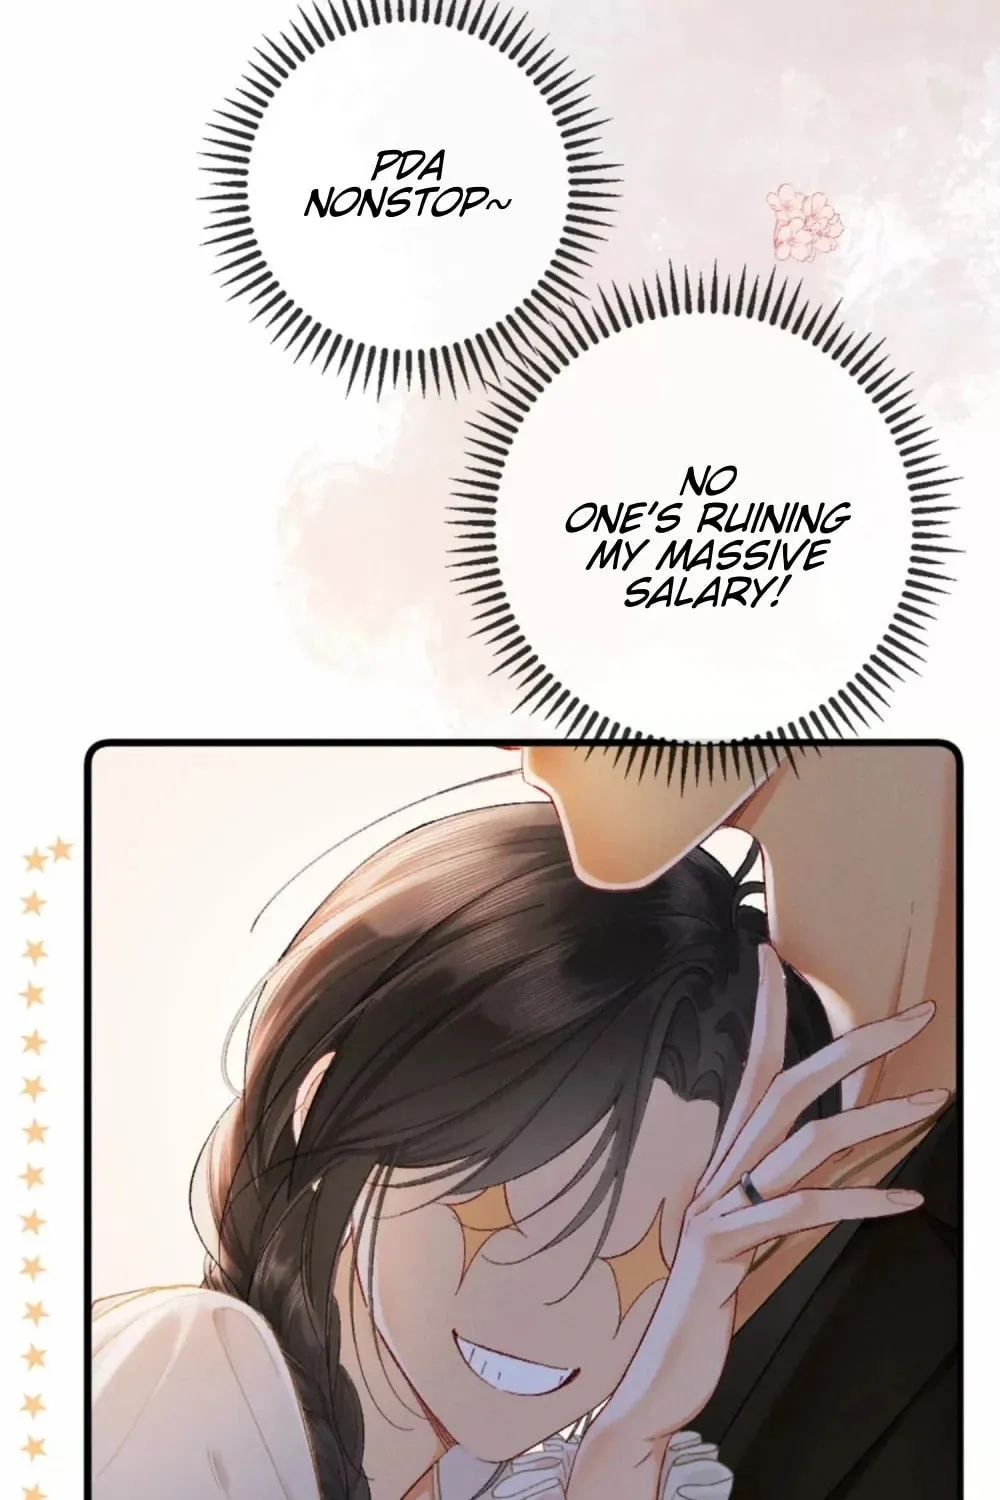 PDA
NONSTOP~
NO
ONE'S RUINING
MY MASSIVE
SALARY!